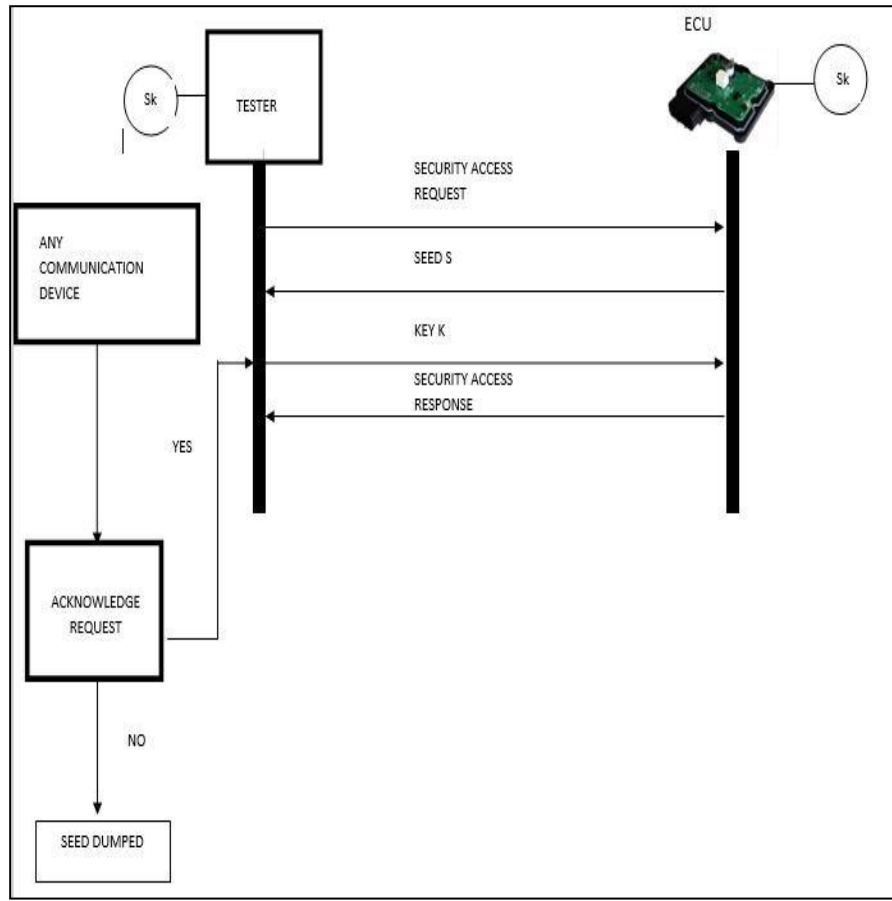 ECU
Sk
TESTER
Sk
SECURITY ACCESS
REQUEST
ANY
COMMUNICATION
DEVICE
SEED S
KEY K
SECURITY ACCESS
RESPONSE
YES
ACKNOWLEDGE
REQUEST
NO
SEED DUMPED